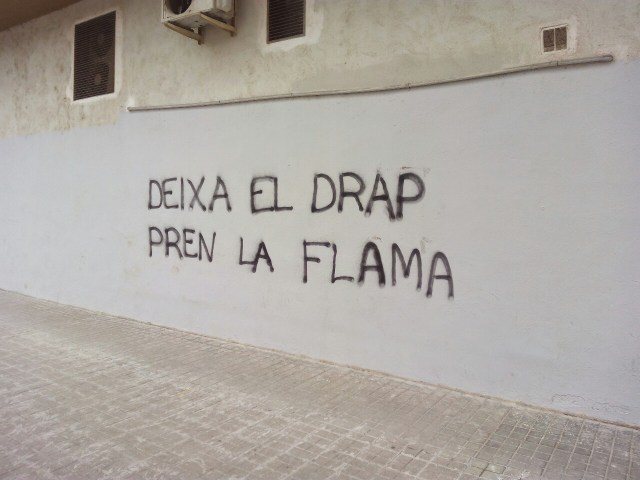 DEIXA EL DRAP
PREN LA FLAMA